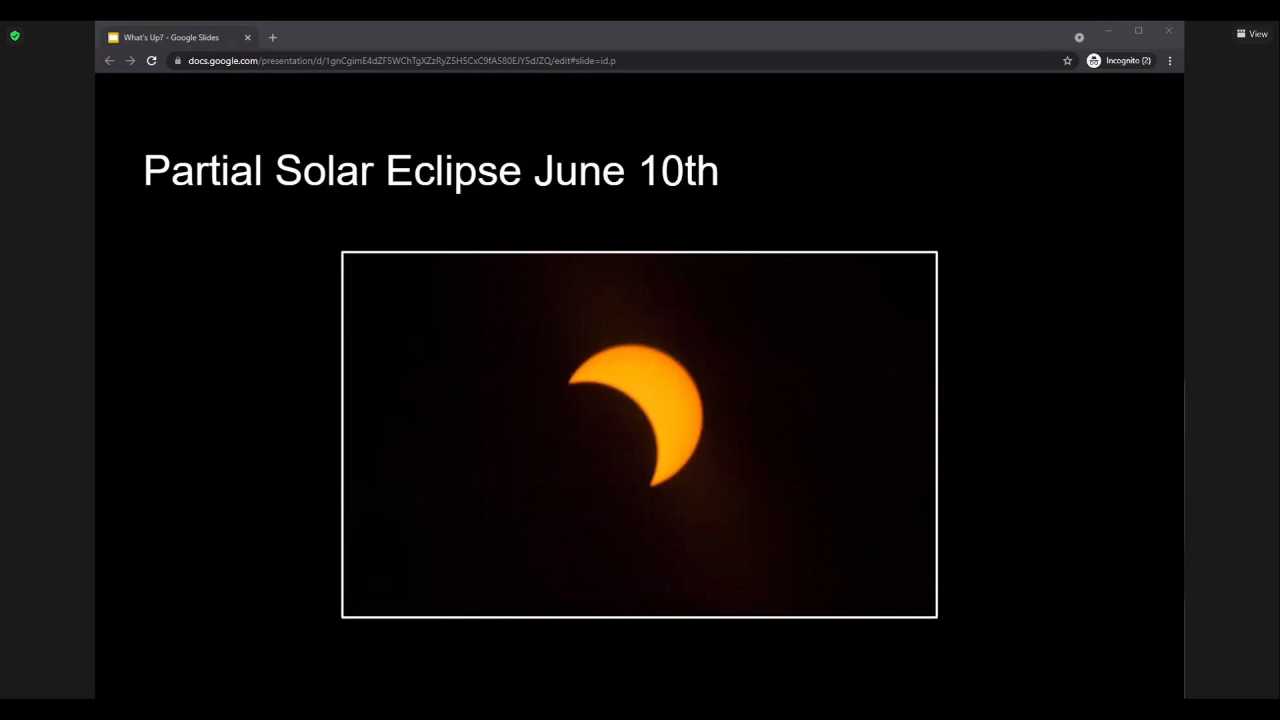 What's Up? - Google Slides
View
docs.google.com/presentation/d/1gnCgimE4dZF5WChTgXZzRyZ5H5CxC9fA580EJY5dJZQ/edit#slide=id.p
Incognito (2)
Partial Solar Eclipse June 10th